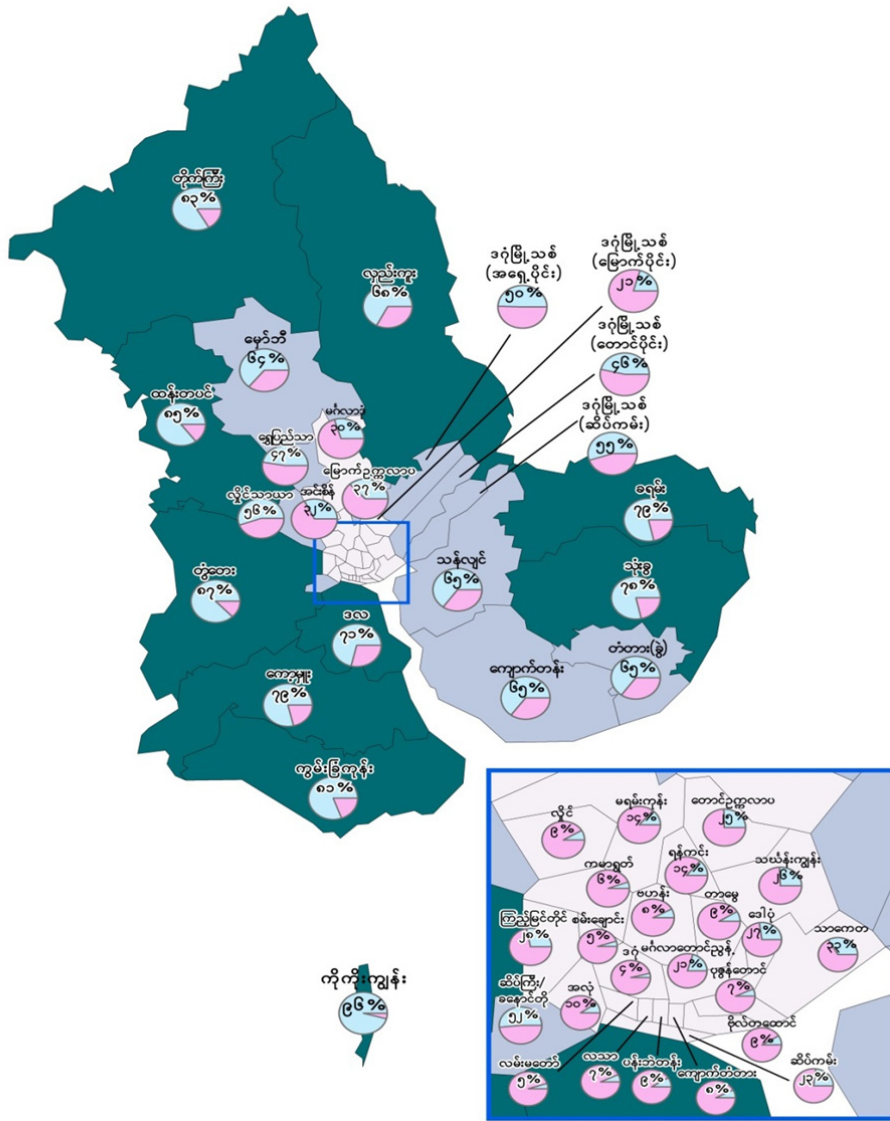 တိုက်ကြီး
၈၃%
လှည်းကူး
၆၈%
ဒဂုံမြို့သစ်
(အရှေ့ပိုင်း)
၅၀%
ဒဂုံမြို့သစ်
(မြောက်ပိုင်း)
၂၁%
ဒဂုံမြို့သစ်
(တောင်ပိုင်း)
၄၆%
ဒဂုံမြို့သစ်
(ဆိပ်ကမ်း)
၅၅%
မှော်ဘီ
၆၄%
ထန်းတပင်
၈၅%
မင်္ဂလာဒုံ
၃၀%
ရွှေပြည်သာ
၄၇%
မြောက်ဥက္ကလာပ
၃၇%
လှိုင်သာယာ
၅၆%
အင်းစိန်
၃၂%
ခရမ်း
၇၉%
သန်လျင်
၆၅%
သုံးခွ
၇၈%
တွံတေး
၈၇%
ဒလ
၇၁%
တံတား(ခွဲ)
၆၅%
ကျောက်တန်း
၆၅%
ကော့မှူး
၇၉%
ကွမ်းခြံကုန်း
၈၁%
ကိုကိုးကျွန်း
၉၆%
လှိုင်
၉%
မရမ်းကုန်း
၁၄%
တောင်ဥက္ကလာပ
၂၅%
ကမာရွတ်
၆%
ရန်ကင်း
၁၄%
သင်္ဃန်းကျွန်း
၂၆%
ဗဟန်း
၈%
တာမွေ
၉%
ဒေါပုံ
၂၇%
သာကေတ
၃၃%
ကြည့်မြင်တိုင်
၂၈%
စမ်းချောင်း
၅%
ဒဂုံ
၄%
မင်္ဂလာတောင်ညွန့်
၂၁%
ပုဇွန်တောင်
၇%
ဆိပ်ကြီး/
ခနောင်တို
၅၂%
အလုံ
၁၀%
ဗိုလ်တထောင်
၉%
လမ်းမတော်
၅%
လသာ
၇%
ပန်းဘဲတန်း
၉%
ကျောက်တံတား
၈%
ဆိပ်ကမ်း
၂၃%